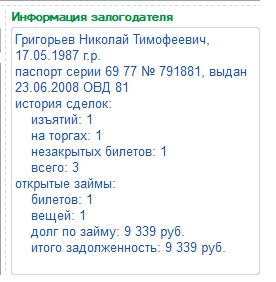 Информация залогодателя
Григорьев Николай Тимофеевич,
17.05.1987 г.р.
паспорт серии 69 77 № 791881, выдан
23.06.2008 ОВД 81
история сделок:
изъятий: 1
на торгах: 1
незакрытых билетов: 1
всего: 3
открытые займы:
билетов: 1
вещей: 1
долг по займу: 9 339 руб.
итого задолженность: 9 339 руб.